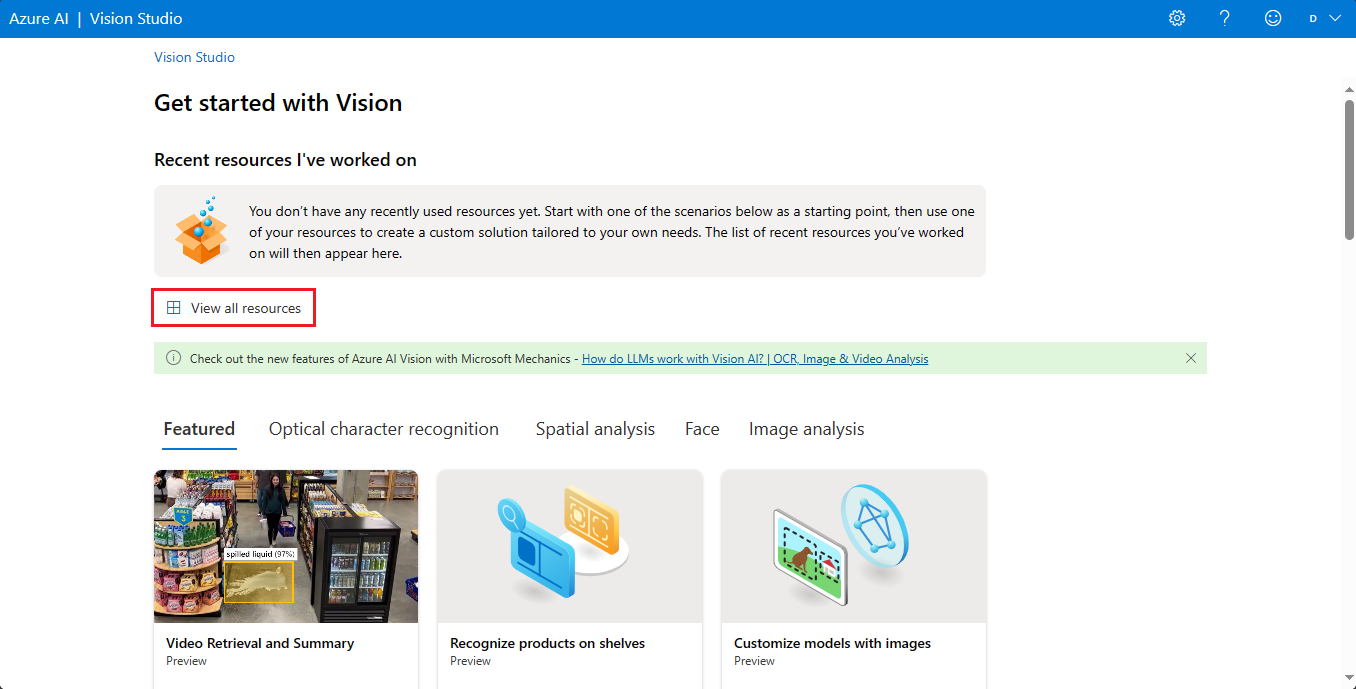 Azure AI | Vision Studio
D
Vision Studio
Get started with Vision
Recent resources I've worked on
You don’t have any recently used resources yet. Start with one of the scenarios below as a starting point, then use one
of your resources to create a custom solution tailored to your own needs. The list of recent resources you’ve worked
on will then appear here.
View all resources
Check out the new features of Azure AI Vision with Microsoft Mechanics - How do LLMs work with Vision AI? | OCR, Image & Video Analysis
Featured
Optical character recognition
Spatial analysis
Face
Image analysis
AISLE
3
spilled liquid (97%)
Video Retrieval and Summary
Preview
Recognize products on shelves
Preview
Customize models with images
Preview